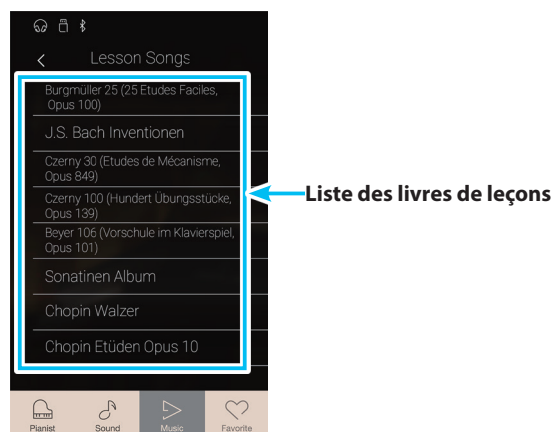 Lesson Songs
Burgmüller 25 (25 Etudes Faciles,
Opus 100)
J.S. Bach Inventionen
Czerny 30 (Etudes de Mécanisme,
Opus 849)
Czerny 100 (Hundert Übungsstücke,
Opus 139)
Beyer 106 (Vorschule im Klavierspiel,
Opus 101)
Sonatinen Album
Chopin Walzer
Chopin Etüden Opus 10
Liste des livres de leçons
Pianist
Sound
Music
Favorite